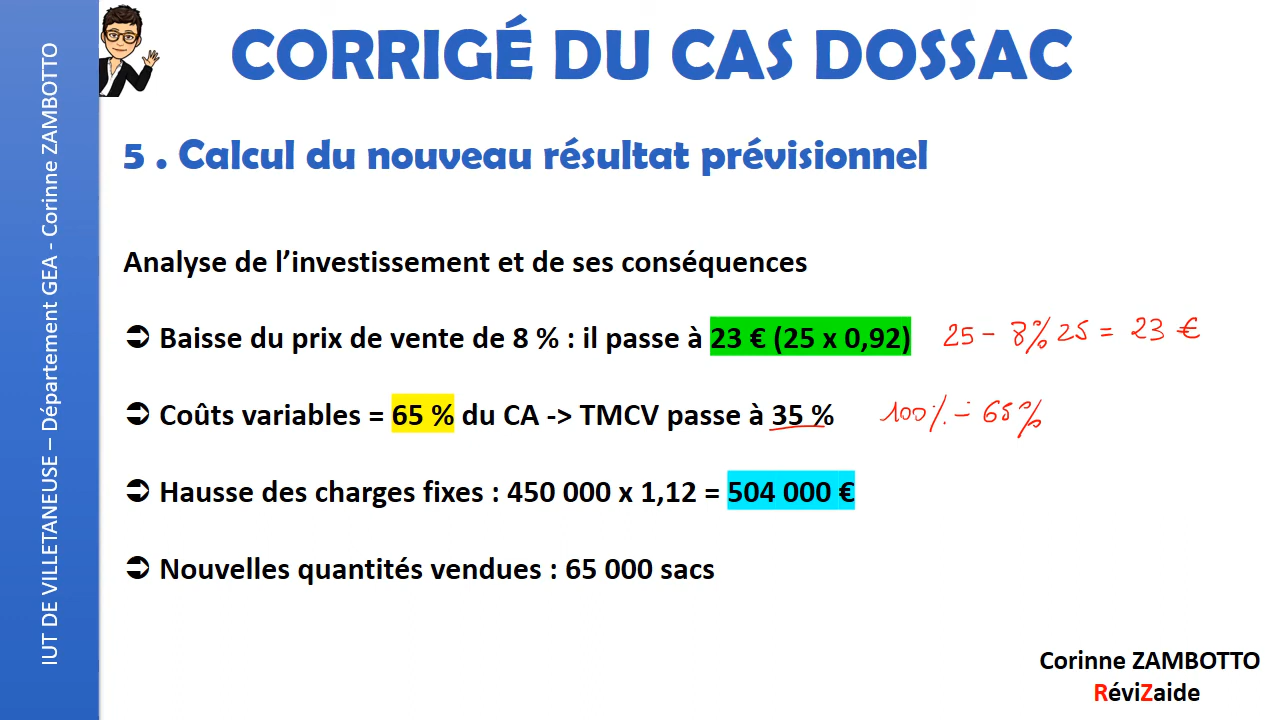 IUT DE VILLETANEUSE – Département GEA - Corinne ZAMBOTTO
CORRIGÉ DU CAS DOSSAC
5 . Calcul du nouveau résultat prévisionnel
Analyse de l’investissement et de ses conséquences
➲ Baisse du prix de vente de 8 % : il passe à 23 € (25 x 0,92) 25 - 8% 25 = 23 €
➲ Coûts variables = 65 % du CA -> TMCV passe à 35 % 100% - 65%
➲ Hausse des charges fixes : 450 000 x 1,12 = 504 000 €
➲ Nouvelles quantités vendues : 65 000 sacs
Corinne ZAMBOTTO
RéviZaide